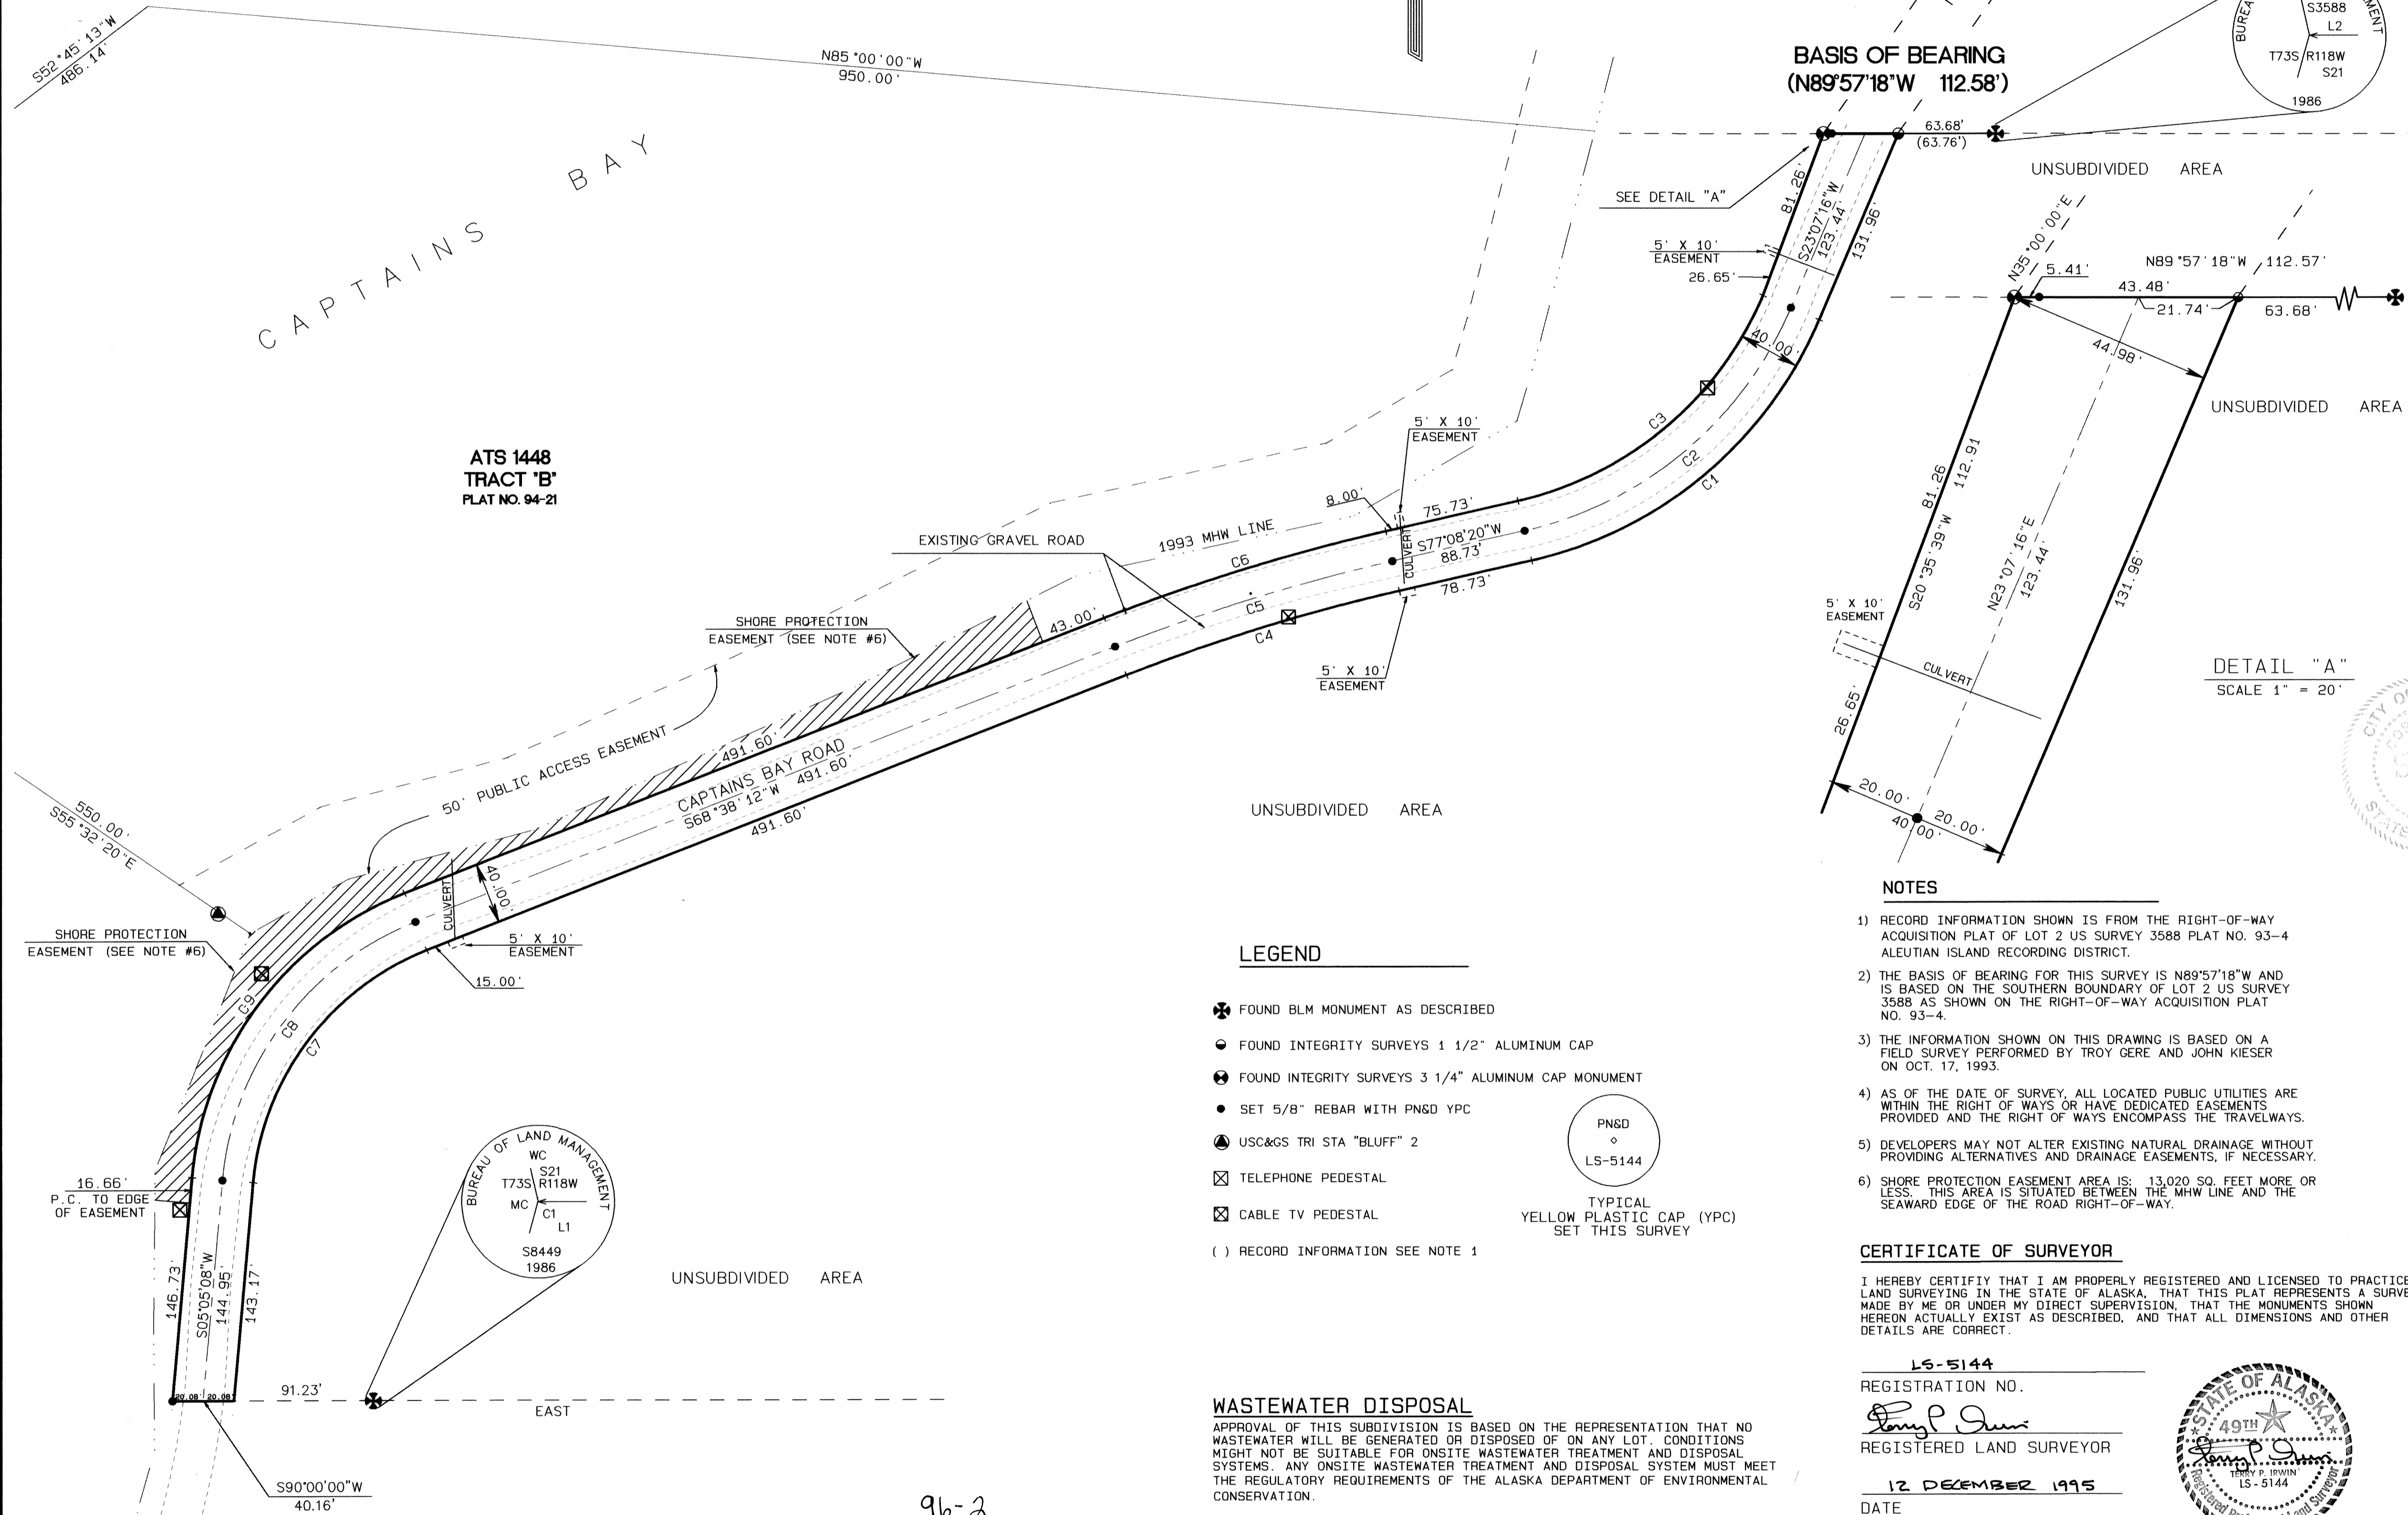 S52°45'13"W
486.14'
N85°00'00"W
950.00'
CAPTAINS BAY
BASIS OF BEARING
(N89°57'18"W 112.58')
S3588
L2
T73S R118W
S21
1986
63.68'
(63.76')
UNSUBDIVIDED AREA
SEE DETAIL "A"
81.26'
S23°07'16"W
123.44'
131.96'
5' X 10'
EASEMENT
26.65'
40.00'
C3
C2
C1
N35°00'00"E
5.41'
N89°57'18"W 112.57'
43.48'
21.74'
63.68'
44.98'
UNSUBDIVIDED AREA
81.26
112.91
S20°35'39"W
N23°07'16"E
123.44'
131.96'
5' X 10'
EASEMENT
CULVERT
26.65'
20.00'
20.00'
40.00'
DETAIL "A"
SCALE 1" = 20'
CITY O
STATE
ATS 1448
TRACT "B"
PLAT NO. 94-21
5' X 10'
EASEMENT
8.00'
75.73'
CULVERT
S77°08'20"W
88.73'
78.73'
EXISTING GRAVEL ROAD
1993 MHW LINE
C6
C5
C4
5' X 10'
EASEMENT
43.00'
SHORE PROTECTION
EASEMENT (SEE NOTE #6)
50' PUBLIC ACCESS EASEMENT
491.60'
CAPTAINS BAY ROAD
S68°38'12"W 491.60'
491.60'
UNSUBDIVIDED AREA
550.00'
S55°32'20"E
SHORE PROTECTION
EASEMENT (SEE NOTE #6)
CULVERT
40.00'
5' X 10'
EASEMENT
15.00'
C9
C8
C7
16.66'
P.C. TO EDGE
OF EASEMENT
146.73'
S05°05'08"W
144.95'
143.17'
20.08' 20.08'
91.23'
EAST
S90°00'00"W
40.16'
BUREAU OF LAND MANAGEMENT
WC
S21
T73S R118W
MC
C1
L1
S8449
1986
UNSUBDIVIDED AREA
96-2
LEGEND
FOUND BLM MONUMENT AS DESCRIBED
FOUND INTEGRITY SURVEYS 1 1/2" ALUMINUM CAP
FOUND INTEGRITY SURVEYS 3 1/4" ALUMINUM CAP MONUMENT
SET 5/8" REBAR WITH PN&D YPC
USC&GS TRI STA "BLUFF" 2
TELEPHONE PEDESTAL
CABLE TV PEDESTAL
( ) RECORD INFORMATION SEE NOTE 1
PN&D
LS-5144
TYPICAL
YELLOW PLASTIC CAP (YPC)
SET THIS SURVEY
WASTEWATER DISPOSAL
APPROVAL OF THIS SUBDIVISION IS BASED ON THE REPRESENTATION THAT NO
WASTEWATER WILL BE GENERATED OR DISPOSED OF ON ANY LOT. CONDITIONS
MIGHT NOT BE SUITABLE FOR ONSITE WASTEWATER TREATMENT AND DISPOSAL
SYSTEMS. ANY ONSITE WASTEWATER TREATMENT AND DISPOSAL SYSTEM MUST MEET
THE REGULATORY REQUIREMENTS OF THE ALASKA DEPARTMENT OF ENVIRONMENTAL
CONSERVATION.
NOTES
1) RECORD INFORMATION SHOWN IS FROM THE RIGHT-OF-WAY
ACQUISITION PLAT OF LOT 2 US SURVEY 3588 PLAT NO. 93-4
ALEUTIAN ISLAND RECORDING DISTRICT.
2) THE BASIS OF BEARING FOR THIS SURVEY IS N89°57'18"W AND
IS BASED ON THE SOUTHERN BOUNDARY OF LOT 2 US SURVEY
3588 AS SHOWN ON THE RIGHT-OF-WAY ACQUISITION PLAT
NO. 93-4.
3) THE INFORMATION SHOWN ON THIS DRAWING IS BASED ON A
FIELD SURVEY PERFORMED BY TROY GERE AND JOHN KIESER
ON OCT. 17, 1993.
4) AS OF THE DATE OF SURVEY, ALL LOCATED PUBLIC UTILITIES ARE
WITHIN THE RIGHT OF WAYS OR HAVE DEDICATED EASEMENTS
PROVIDED AND THE RIGHT OF WAYS ENCOMPASS THE TRAVELWAYS.
5) DEVELOPERS MAY NOT ALTER EXISTING NATURAL DRAINAGE WITHOUT
PROVIDING ALTERNATIVES AND DRAINAGE EASEMENTS, IF NECESSARY.
6) SHORE PROTECTION EASEMENT AREA IS: 13,020 SQ. FEET MORE OR
LESS. THIS AREA IS SITUATED BETWEEN THE MHW LINE AND THE
SEAWARD EDGE OF THE ROAD RIGHT-OF-WAY.
CERTIFICATE OF SURVEYOR
I HEREBY CERTIFIY THAT I AM PROPERLY REGISTERED AND LICENSED TO PRACTICE
LAND SURVEYING IN THE STATE OF ALASKA, THAT THIS PLAT REPRESENTS A SURVE
MADE BY ME OR UNDER MY DIRECT SUPERVISION, THAT THE MONUMENTS SHOWN
HEREON ACTUALLY EXIST AS DESCRIBED, AND THAT ALL DIMENSIONS AND OTHER
DETAILS ARE CORRECT.
LS-5144
REGISTRATION NO.
Terry P. Irwin
REGISTERED LAND SURVEYOR
12 DECEMBER 1995
DATE
STATE OF ALASKA
49TH
Terry P. Irwin
TERRY P. IRWIN
LS - 5144
Registered Land Surveyor